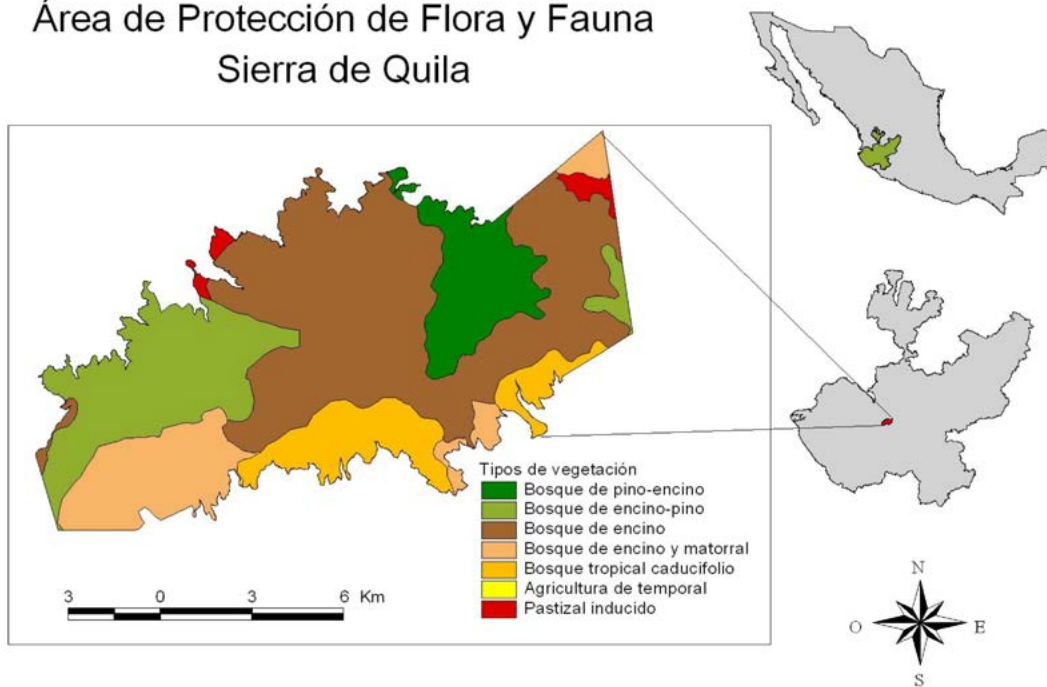 Área de Protección de Flora y Fauna
Sierra de Quila
Tipos de vegetación
Bosque de pino-encino
Bosque de encino-pino
Bosque de encino
Bosque de encino y matorral
Bosque tropical caducifolio
Agricultura de temporal
Pastizal inducido
3 0 3 6 Km
N
O E
S